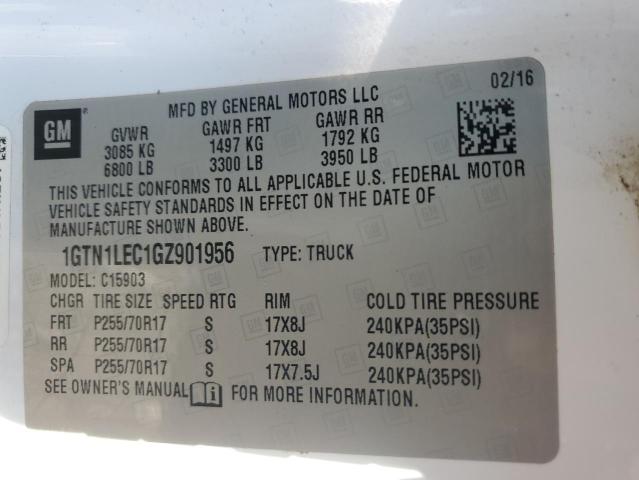 02/16
MFD BY GENERAL MOTORS LLC
GM
GVWR GAWR FRT GAWR RR
3085 KG 1497 KG 1792 KG
6800 LB 3300 LB 3950 LB
THIS VEHICLE CONFORMS TO ALL APPLICABLE U.S. FEDERAL MOTOR
VEHICLE SAFETY STANDARDS IN EFFECT ON THE DATE OF
MANUFACTURE SHOWN ABOVE.
1GTN1LEC1GZ901956 TYPE: TRUCK
MODEL: C15903
CHGR TIRE SIZE SPEED RTG RIM COLD TIRE PRESSURE
FRT P255/70R17 S 17X8J 240KPA(35PSI)
RR P255/70R17 S 17X8J 240KPA(35PSI)
SPA P255/70R17 S 17X7.5J 240KPA(35PSI)
SEE OWNER'S MANUAL FOR MORE INFORMATION.